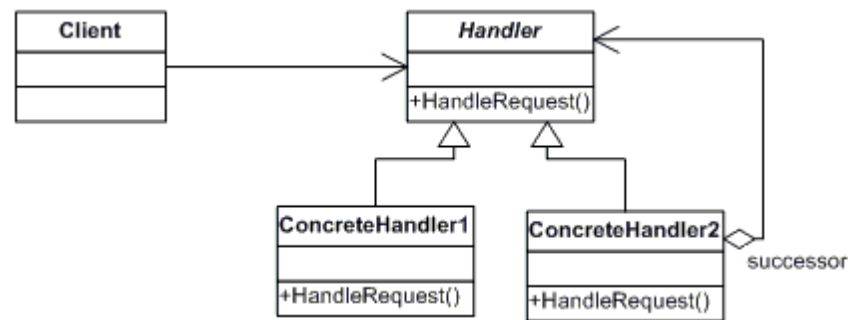 Client
Handler
+HandleRequest()
ConcreteHandler1
+HandleRequest()
ConcreteHandler2
+HandleRequest()
successor